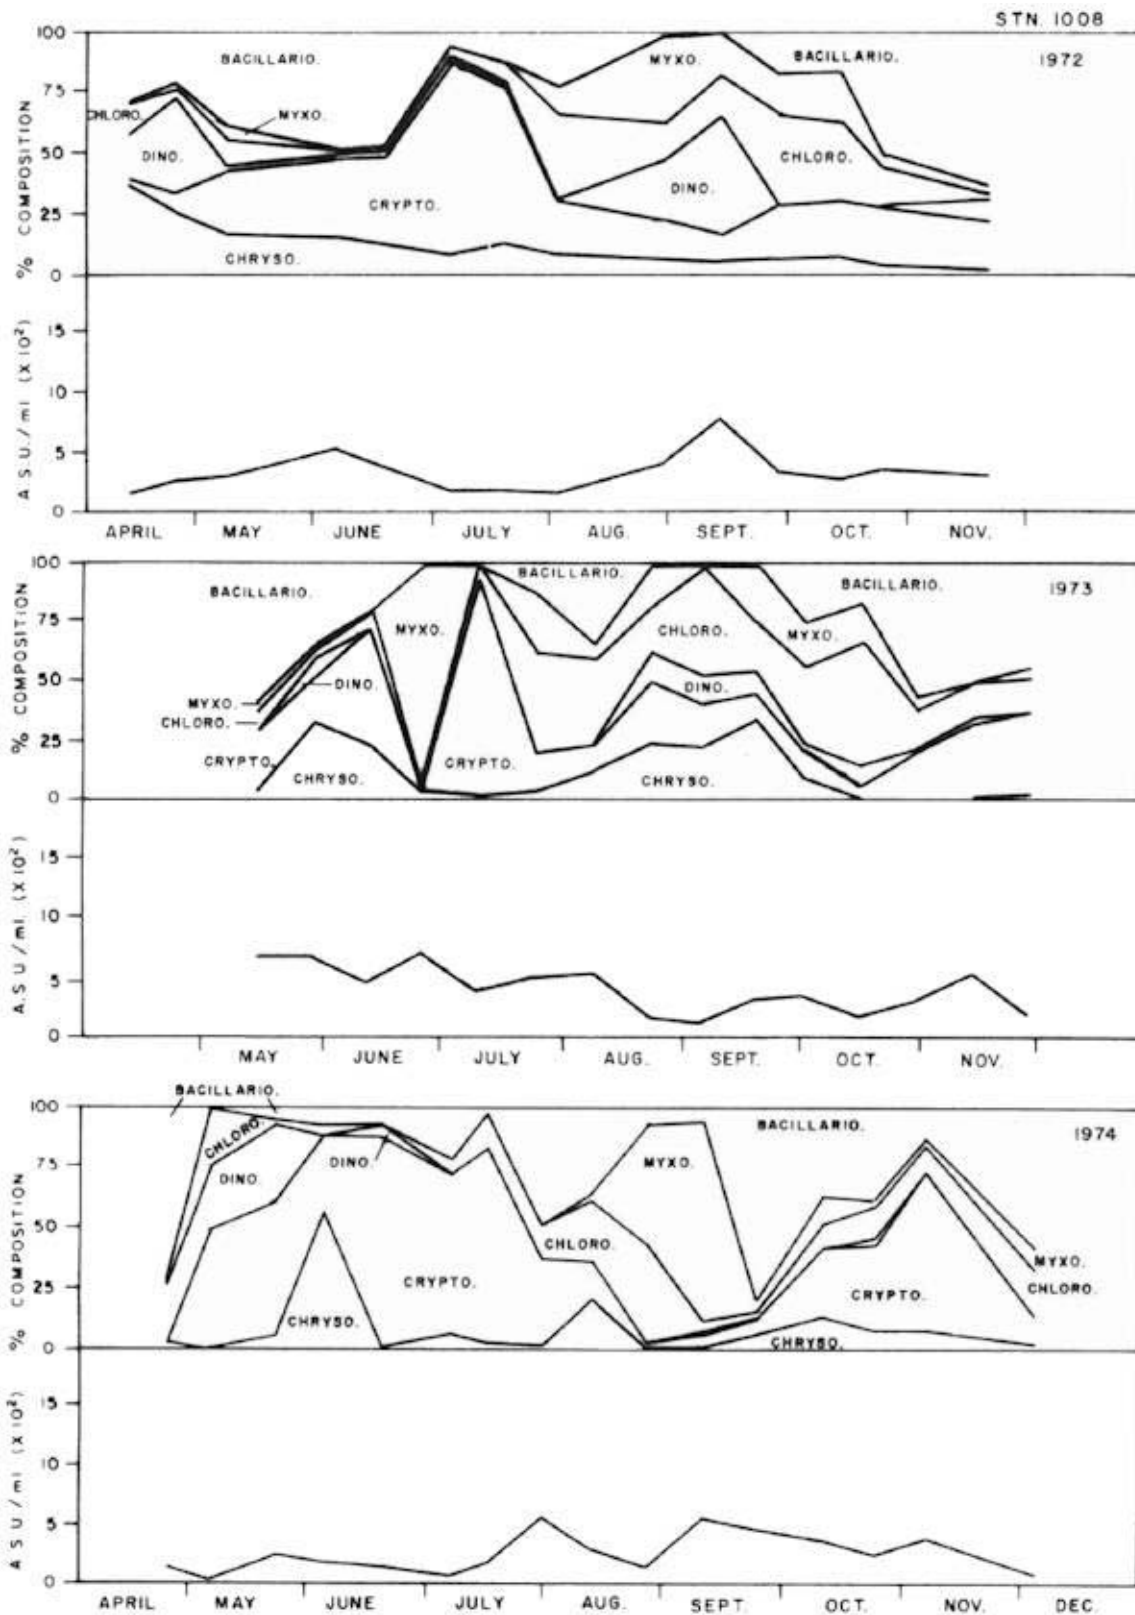 STN. 1008
1972
100
75
50
25
0
% COMPOSITION
BACILLARIO.
CHLORO.
MYXO.
DINO.
CRYPTO.
CHRYSO.
MYXO.
BACILLARIO.
CHLORO.
DINO.
15
10
5
0
A.S.U./ml (X10²)
APRIL MAY JUNE JULY AUG. SEPT. OCT. NOV.
1973
100
75
50
25
0
% COMPOSITION
BACILLARIO.
MYXO.
DINO.
MYXO.
CHLORO.
CRYPTO.
CHRYSO.
CRYPTO.
BACILLARIO.
CHLORO.
DINO.
CHRYSO.
MYXO.
BACILLARIO.
15
10
5
0
A.S.U/ml. (X10²)
MAY JUNE JULY AUG. SEPT. OCT. NOV.
BACILLARIO.
1974
100
75
50
25
0
% COMPOSITION
CHLORO.
DINO.
DINO.
CHRYSO.
CRYPTO.
CHLORO.
MYXO.
BACILLARIO.
CRYPTO.
CHRYSO.
MYXO.
CHLORO.
15
10
5
0
A.S.U/ml (X10²)
APRIL MAY JUNE JULY AUG. SEPT. OCT. NOV. DEC.